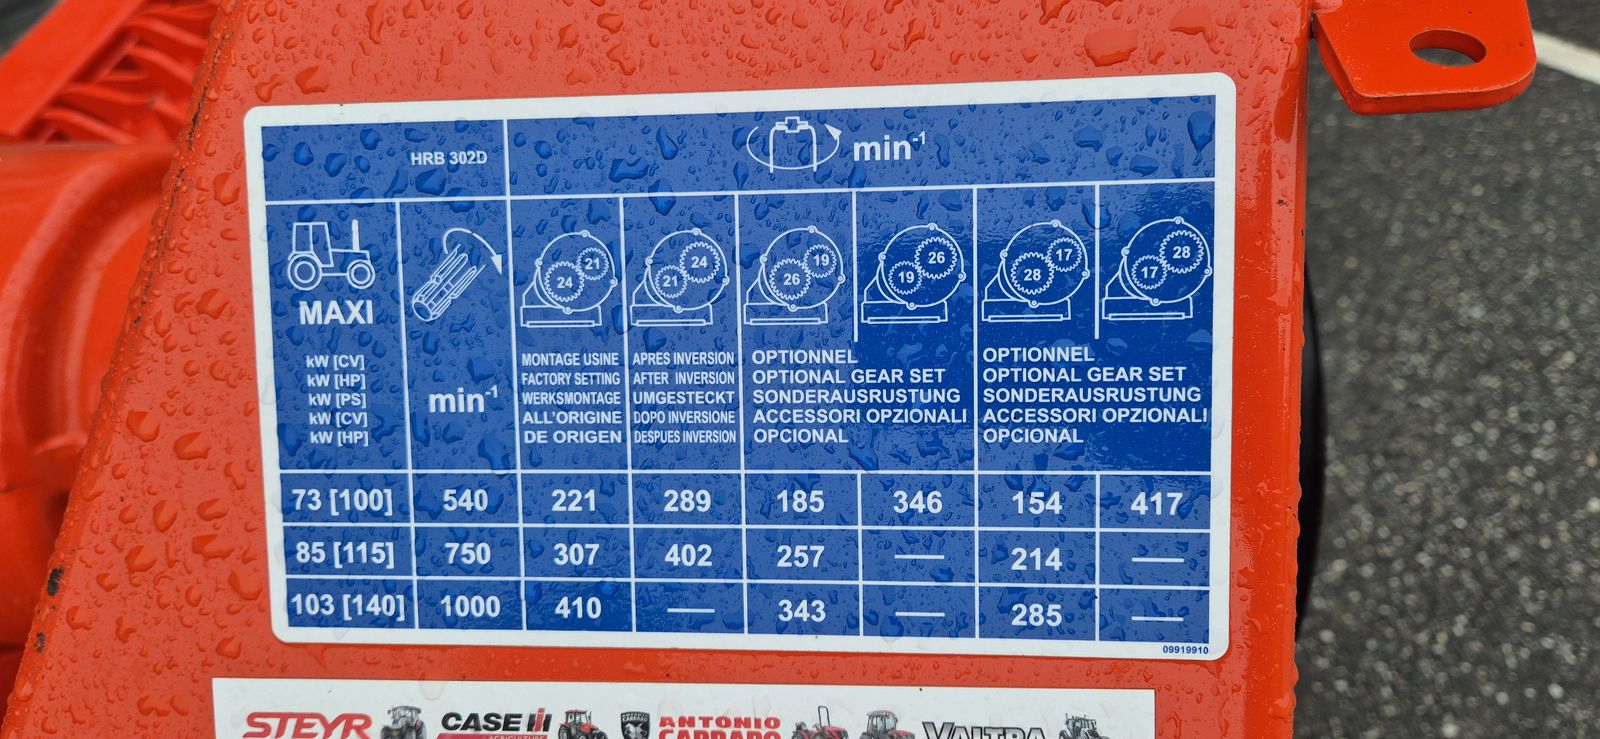 HRB 302D
min-1
24 21
21 24
26 19
19 26
28 17
17 28
MAXI
kW [CV]
kW [HP]
kW [PS]
kW [CV]
kW [HP]
min-1
MONTAGE USINE
FACTORY SETTING
WERKSMONTAGE
ALL'ORIGINE
DE ORIGEN
APRES INVERSION
AFTER INVERSION
UMGESTECKT
DOPO INVERSIONE
DESPUES INVERSION
OPTIONNEL
OPTIONAL GEAR SET
SONDERAUSRUSTUNG
ACCESSORI OPZIONALI
OPCIONAL
OPTIONNEL
OPTIONAL GEAR SET
SONDERAUSRUSTUNG
ACCESSORI OPZIONALI
OPCIONAL
73 [100] 540 221 289 185 346 154 417
85 [115] 750 307 402 257 — 214 —
103 [140] 1000 410 — 343 — 285 —
09919910
STEYR CASE IH ANTONIO VALTRA
AGRICULTURE CARRARO